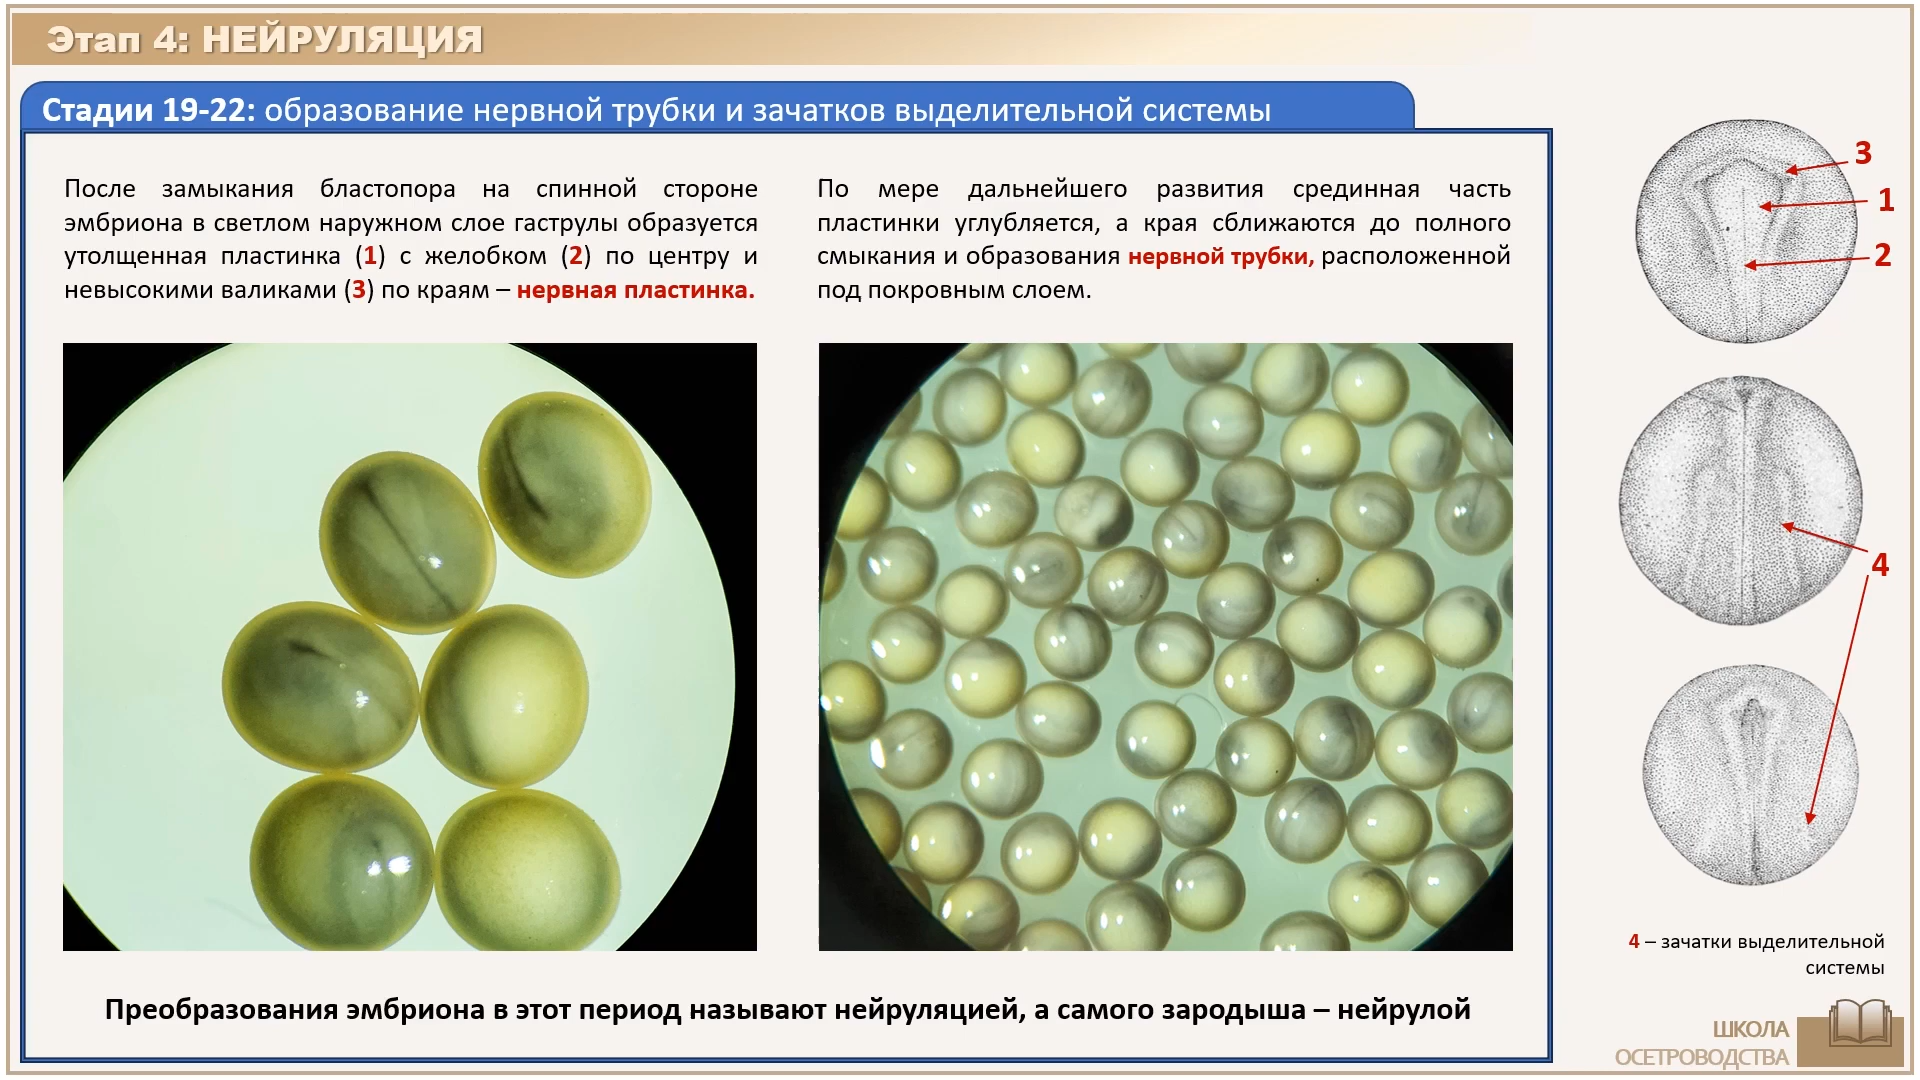 Этап 4: НЕЙРУЛЯЦИЯ
Стадии 19-22: образование нервной трубки и зачатков выделительной системы
После замыкания бластопора на спинной стороне
эмбриона в светлом наружном слое гаструлы образуется
утолщенная пластинка (1) с желобком (2) по центру и
невысокими валиками (3) по краям – нервная пластинка.
По мере дальнейшего развития срединная часть
пластинки углубляется, а края сближаются до полного
смыкания и образования нервной трубки, расположенной
под покровным слоем.
3
1
2
4
4 – зачатки выделительной
системы
Преобразования эмбриона в этот период называют нейруляцией, а самого зародыша – нейрулой
ШКОЛА
ОСЕТРОВОДСТВА